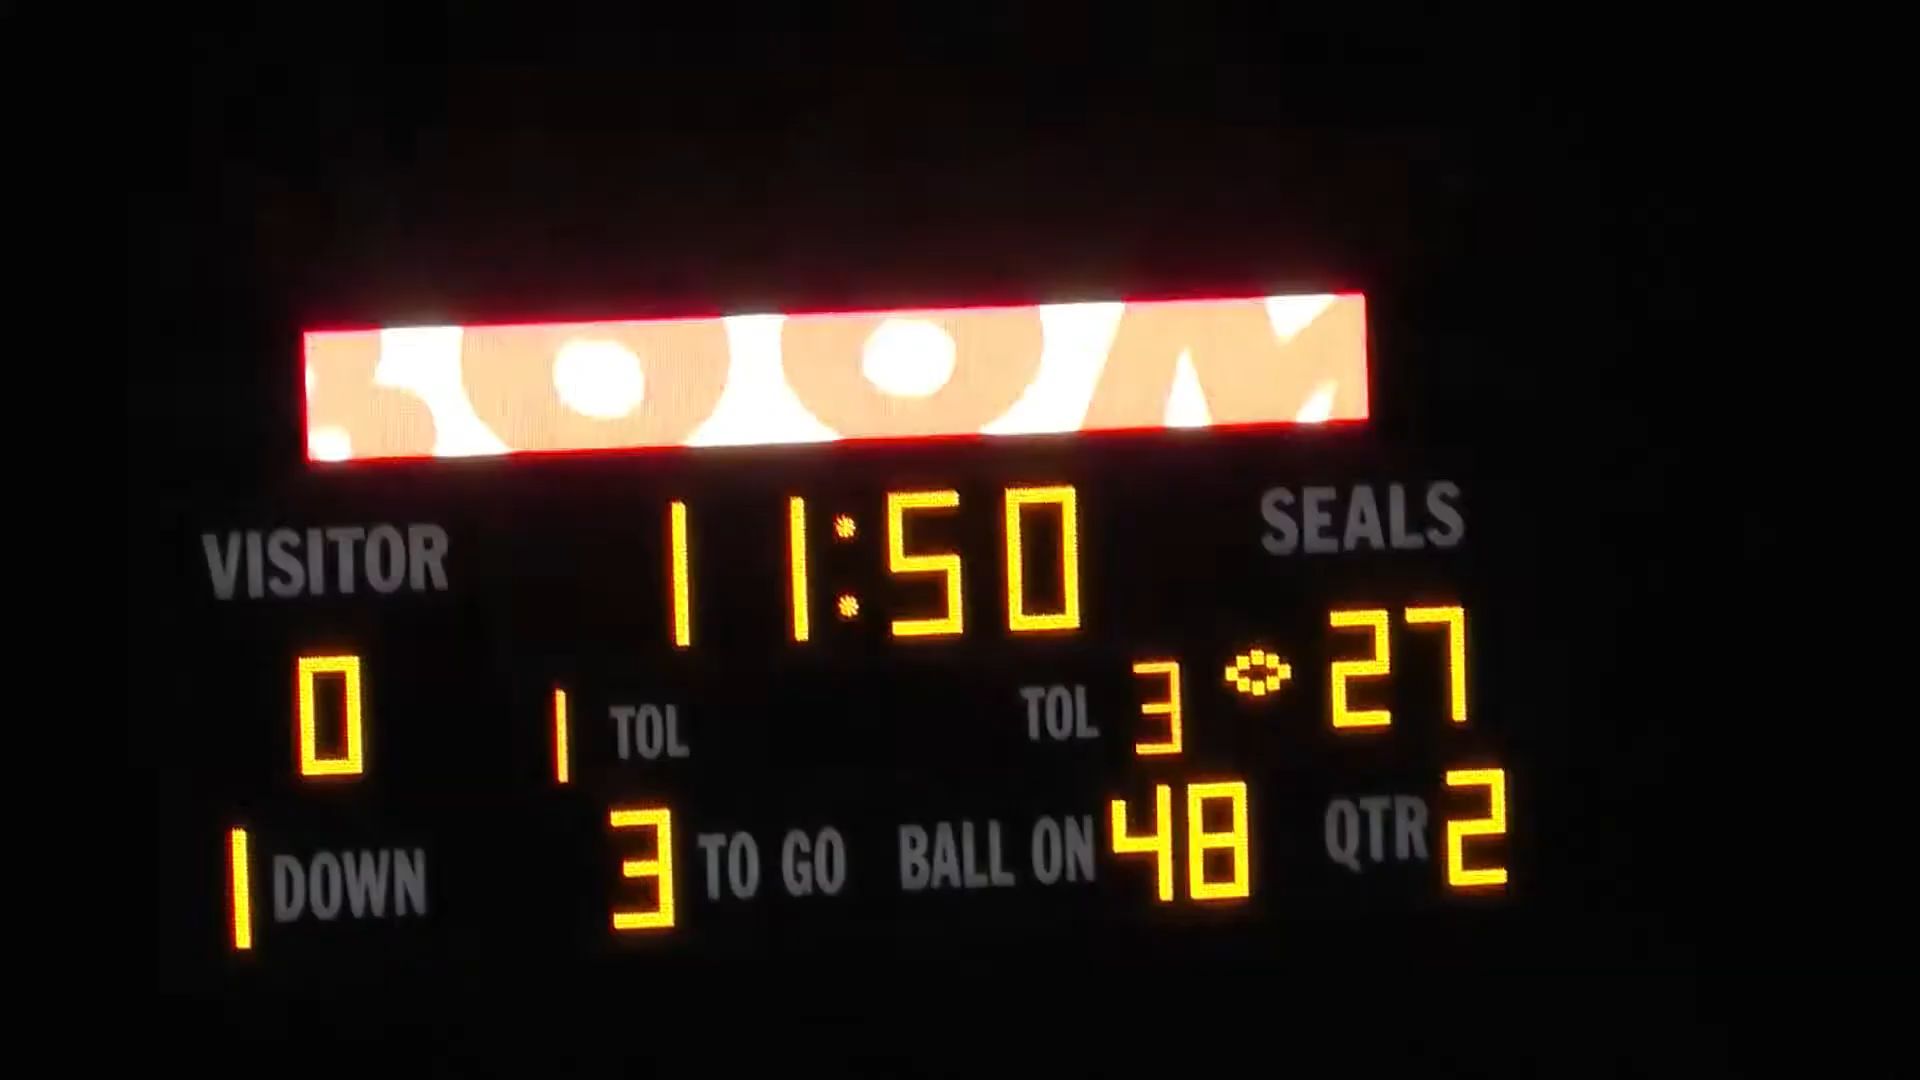 BOOM
11:50
VISITOR SEALS
0 1 TOL TOL 3 27
1 DOWN 3 TO GO BALL ON 48 QTR 2